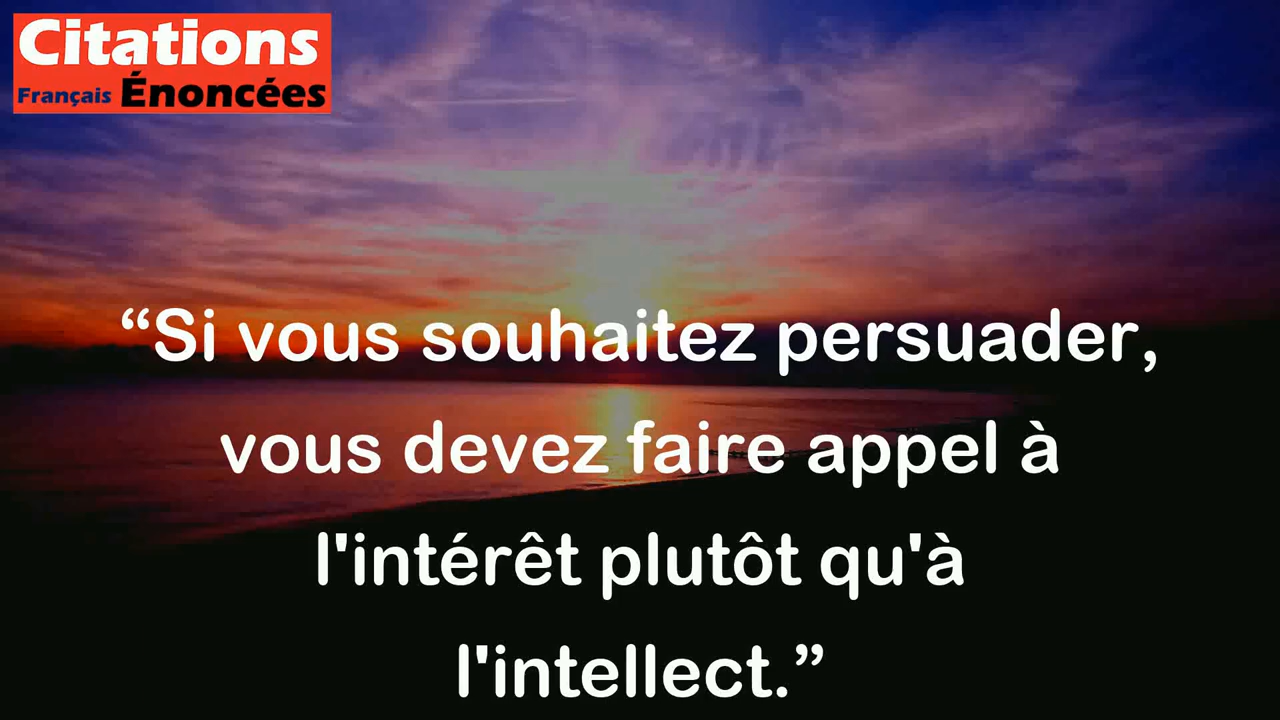 Citations
Français Énoncées
“Si vous souhaitez persuader,
vous devez faire appel à
l'intérêt plutôt qu'à
l'intellect.”